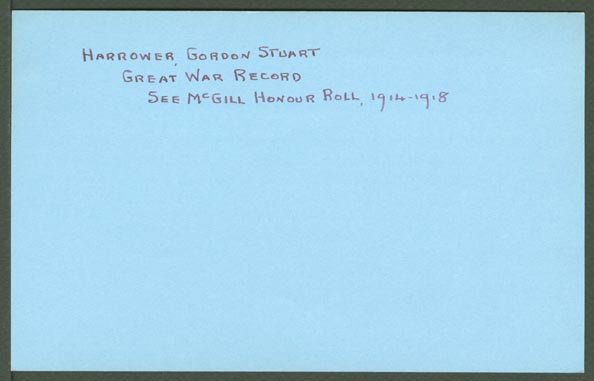 HARROWER, GORDON STUART
GREAT WAR RECORD
SEE McGILL HONOUR ROLL, 1914-1918